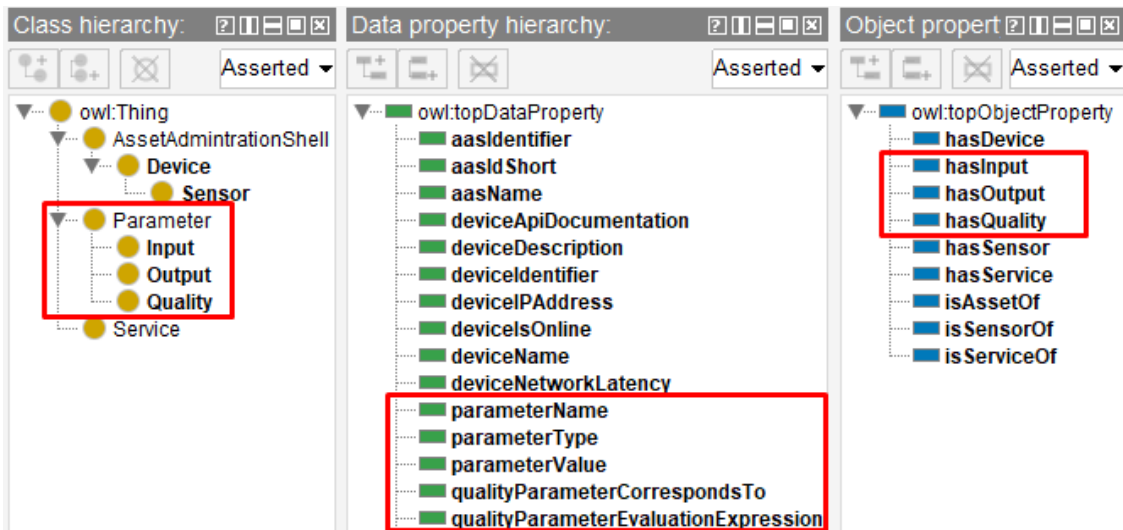 Class hierarchy:
Asserted
owl:Thing
AssetAdmintrationShell
Device
Sensor
Parameter
Input
Output
Quality
Service
Data property hierarchy:
Asserted
owl:topDataProperty
aasIdentifier
aasIdShort
aasName
deviceApiDocumentation
deviceDescription
deviceIdentifier
deviceIPAddress
deviceIsOnline
deviceName
deviceNetworkLatency
parameterName
parameterType
parameterValue
qualityParameterCorrespondsTo
qualityParameterEvaluationExpression
Object propert
Asserted
owl:topObjectProperty
hasDevice
hasInput
hasOutput
hasQuality
hasSensor
hasService
isAssetOf
isSensorOf
isServiceOf